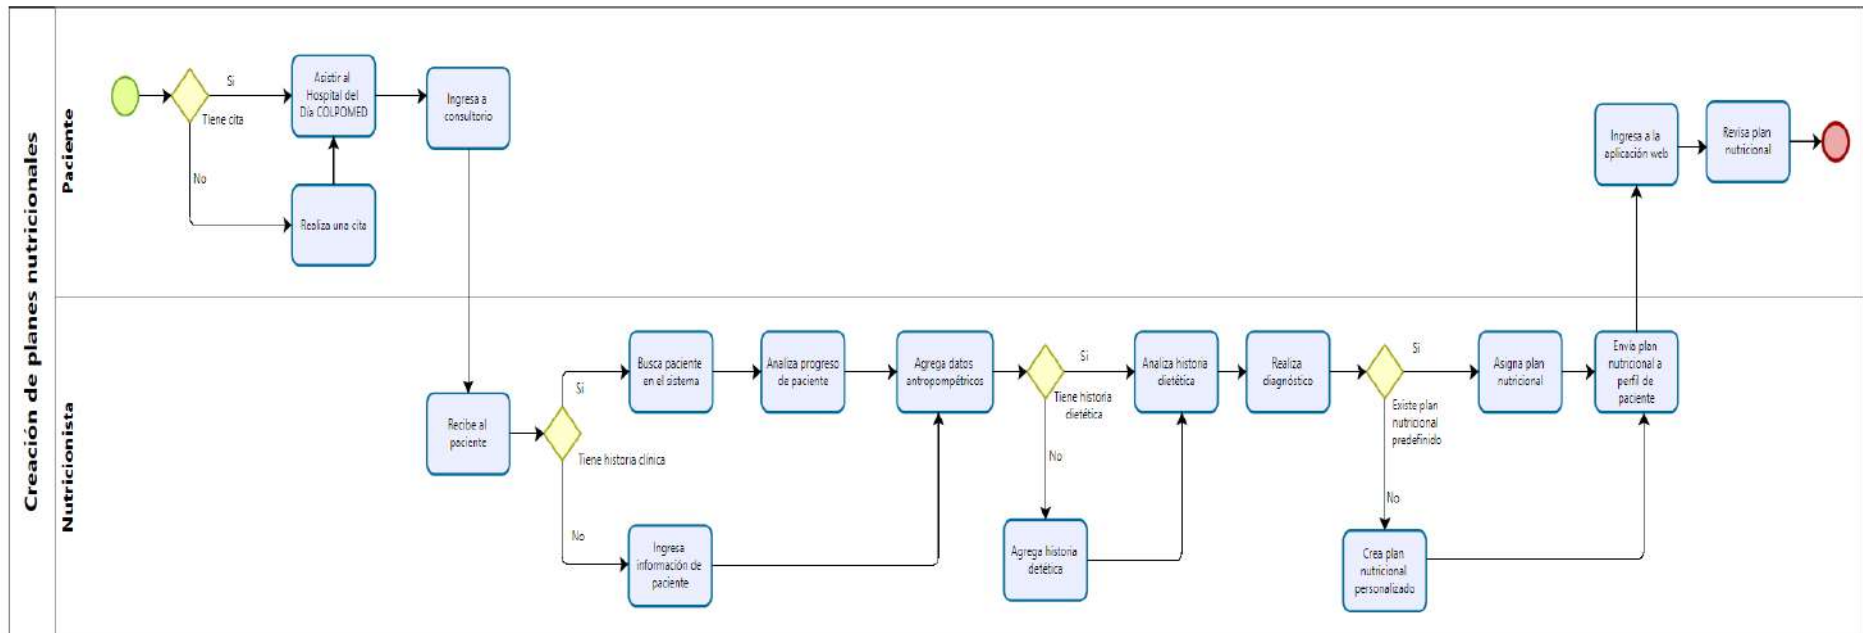 Creación de planes nutricionales
Paciente
Si
Tiene cita
No
Asistir al
Hospital del
Día COLPOMED
Realiza una cita
Ingresa a
consultorio
Ingresa a la
aplicación web
Revisa plan
nutricional
Nutricionista
Recibe al
paciente
Si
Tiene historia clínica
No
Busca paciente
en el sistema
Analiza progreso
de paciente
Ingresa
información de
paciente
Agrega datos
antropompétricos
Si
Tiene historia
dietética
No
Agrega historia
detética
Analiza historia
dietética
Realiza
diagnóstico
Si
Existe plan
nutricional
predefinido
No
Crea plan
nutricional
personalizado
Asigna plan
nutricional
Envío plan
nutricional a
perfil de
paciente